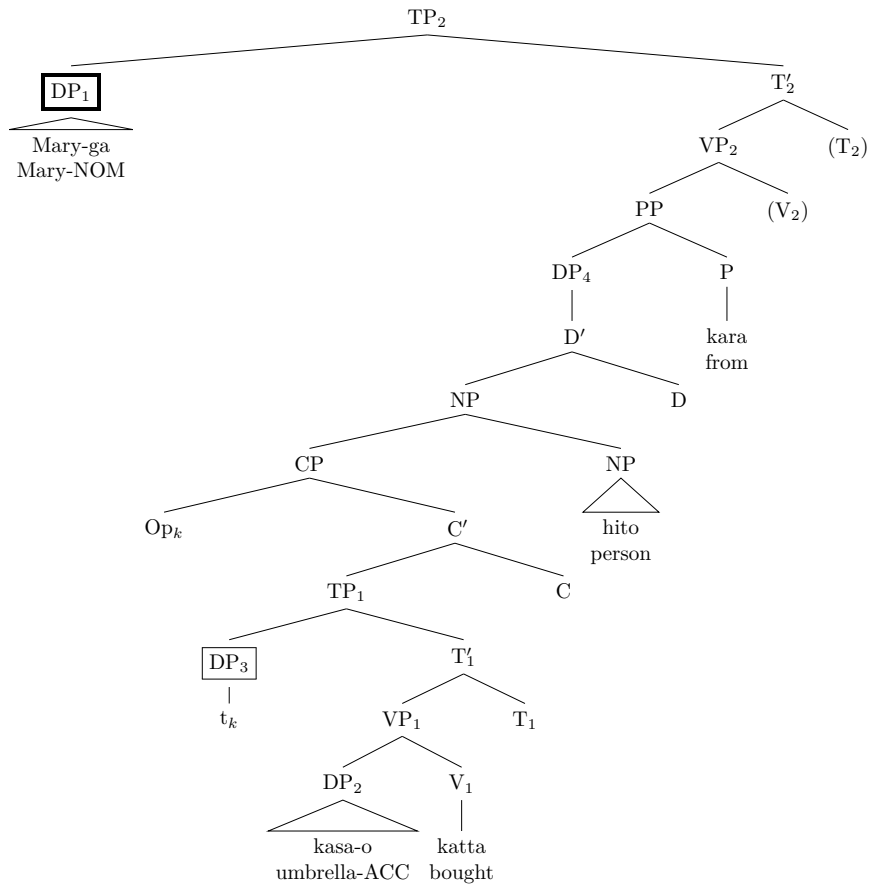 TP₂
DP₁ T′₂
Mary-ga VP₂ (T₂)
Mary-NOM
PP (V₂)
DP₄ P
D′ kara
from
NP D
CP NP
Opₖ C′ hito
person
TP₁ C
DP₃ T′₁
tₖ VP₁ T₁
DP₂ V₁
kasa-o katta
umbrella-ACC bought